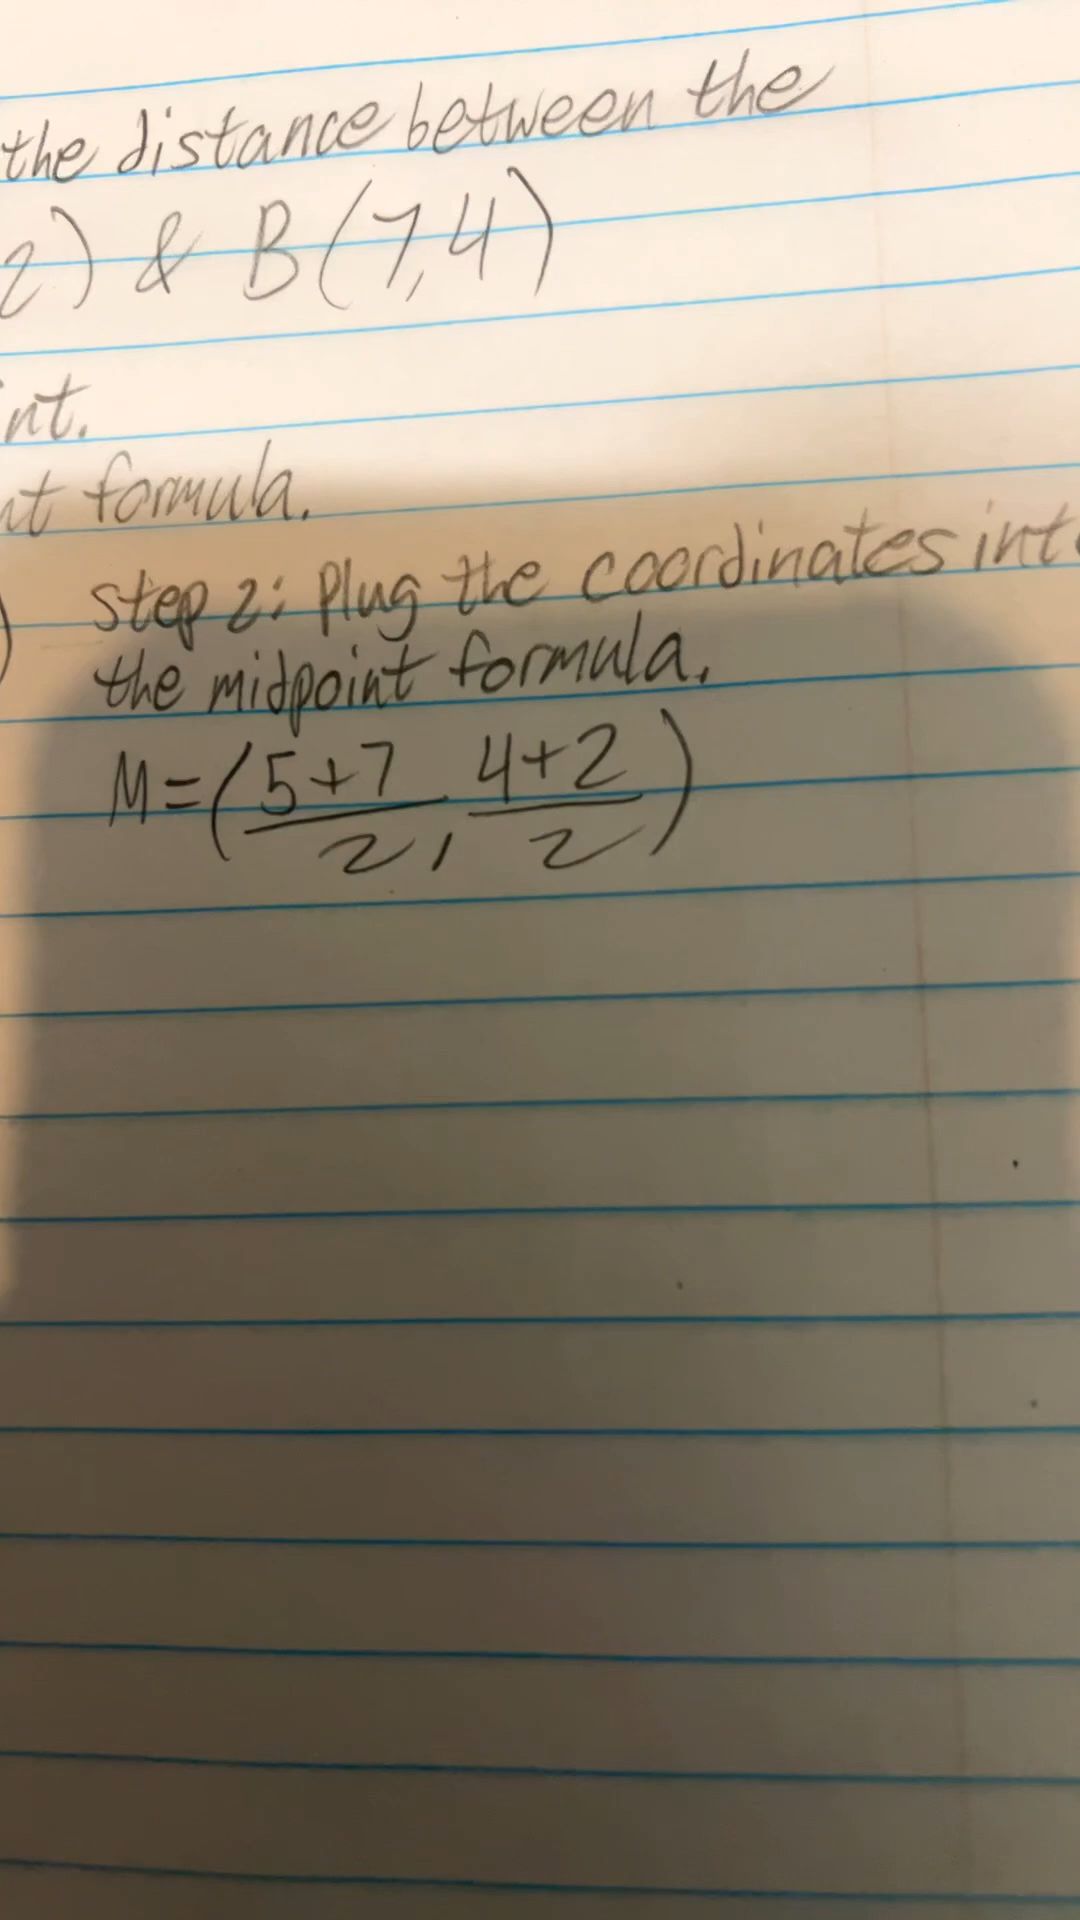 the distance between the
2) & B(7,4)
int.
nt formula.
) step 2: Plug the coordinates into
the midpoint formula.
M=(5+7/2, 4+2/2)